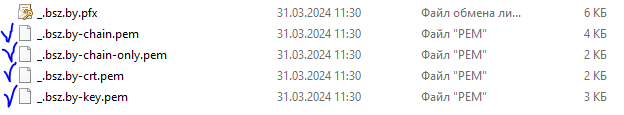 _.bsz.by.pfx 31.03.2024 11:30 Файл обмена ли... 6 КБ
_.bsz.by-chain.pem 31.03.2024 11:30 Файл "PEM" 4 КБ
_.bsz.by-chain-only.pem 31.03.2024 11:30 Файл "PEM" 2 КБ
_.bsz.by-crt.pem 31.03.2024 11:30 Файл "PEM" 2 КБ
_.bsz.by-key.pem 31.03.2024 11:30 Файл "PEM" 3 КБ